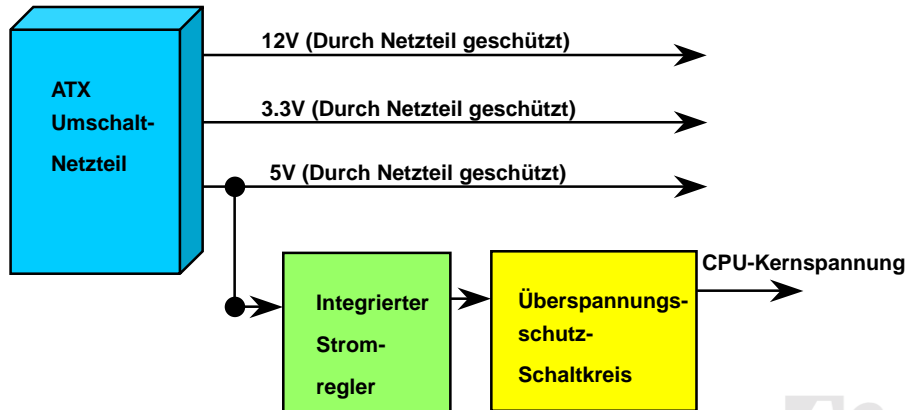 12V (Durch Netzteil geschützt)
ATX
Umschalt-
Netzteil
3.3V (Durch Netzteil geschützt)
5V (Durch Netzteil geschützt)
CPU-Kernspannung
Integrierter
Strom-
regler
Überspannungs-
schutz-
Schaltkreis